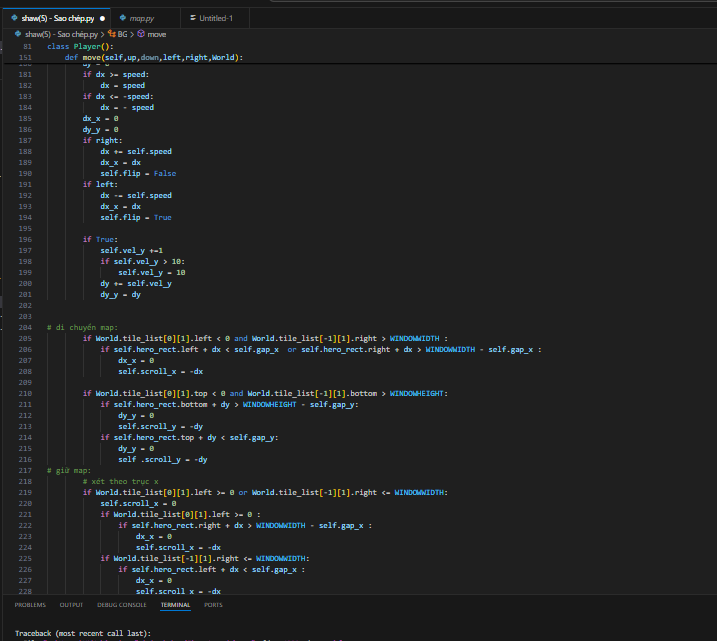 shaw(S) - Sao chép.py ● map.py Untitled-1
shaw(S) - Sao chép.py > BG > move
81 class Player():
151 def move(self,up,down,left,right,World):
181 if dx >= speed:
182 dx = speed
183 if dx <= -speed:
184 dx = - speed
185 dx_x = 0
186 dy_y = 0
187 if right:
188 dx += self.speed
189 dx_x = dx
190 self.flip = False
191 if left:
192 dx -= self.speed
193 dx_x = dx
194 self.flip = True
195
196 if True:
197 self.vel_y +=1
198 if self.vel_y > 10:
199 self.vel_y = 10
200 dy += self.vel_y
201 dy_y = dy
202
203
204 # di chuyển map:
205 if World.tile_list[0][1].left < 0 and World.tile_list[-1][1].right > WINDOWWIDTH :
206 if self.hero_rect.left + dx < self.gap_x or self.hero_rect.right + dx > WINDOWWIDTH - self.gap_x :
207 dx_x = 0
208 self.scroll_x = -dx
209
210 if World.tile_list[0][1].top < 0 and World.tile_list[-1][1].bottom > WINDOWHEIGHT:
211 if self.hero_rect.bottom + dy > WINDOWHEIGHT - self.gap_y:
212 dy_y = 0
213 self.scroll_y = -dy
214 if self.hero_rect.top + dy < self.gap_y:
215 dy_y = 0
216 self .scroll_y = -dy
217 # giữ map:
218 # xét theo trục x
219 if World.tile_list[0][1].left >= 0 or World.tile_list[-1][1].right <= WINDOWWIDTH:
220 self.scroll_x = 0
221 if World.tile_list[0][1].left >= 0 :
222 if self.hero_rect.right + dx > WINDOWWIDTH - self.gap_x :
223 dx_x = 0
224 self.scroll_x = -dx
225 if World.tile_list[-1][1].right <= WINDOWWIDTH:
226 if self.hero_rect.left + dx < self.gap_x :
227 dx_x = 0
228 self.scroll_x = -dx
PROBLEMS OUTPUT DEBUG CONSOLE TERMINAL PORTS
Traceback (most recent call last):